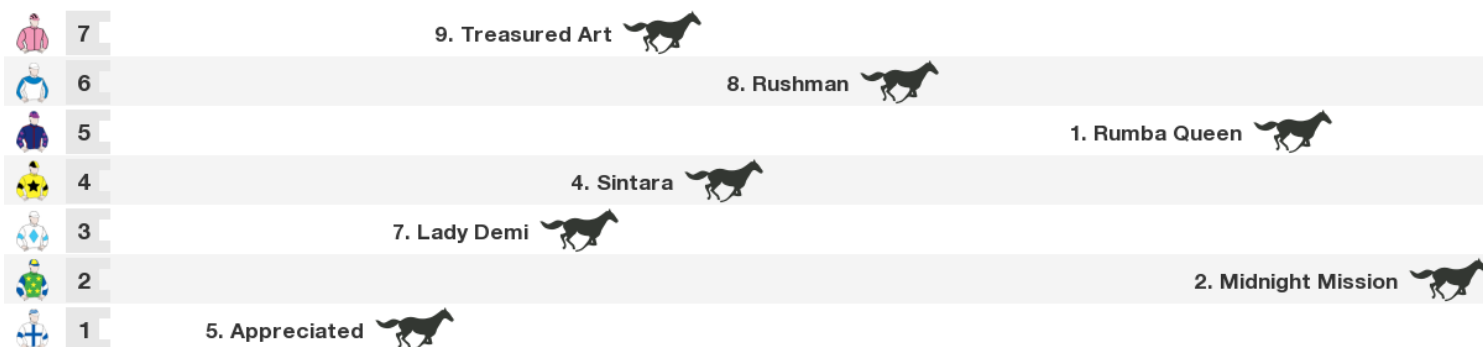 7 9. Treasured Art
6 8. Rushman
5 1. Rumba Queen
4 4. Sintara
3 7. Lady Demi
2 2. Midnight Mission
1 5. Appreciated